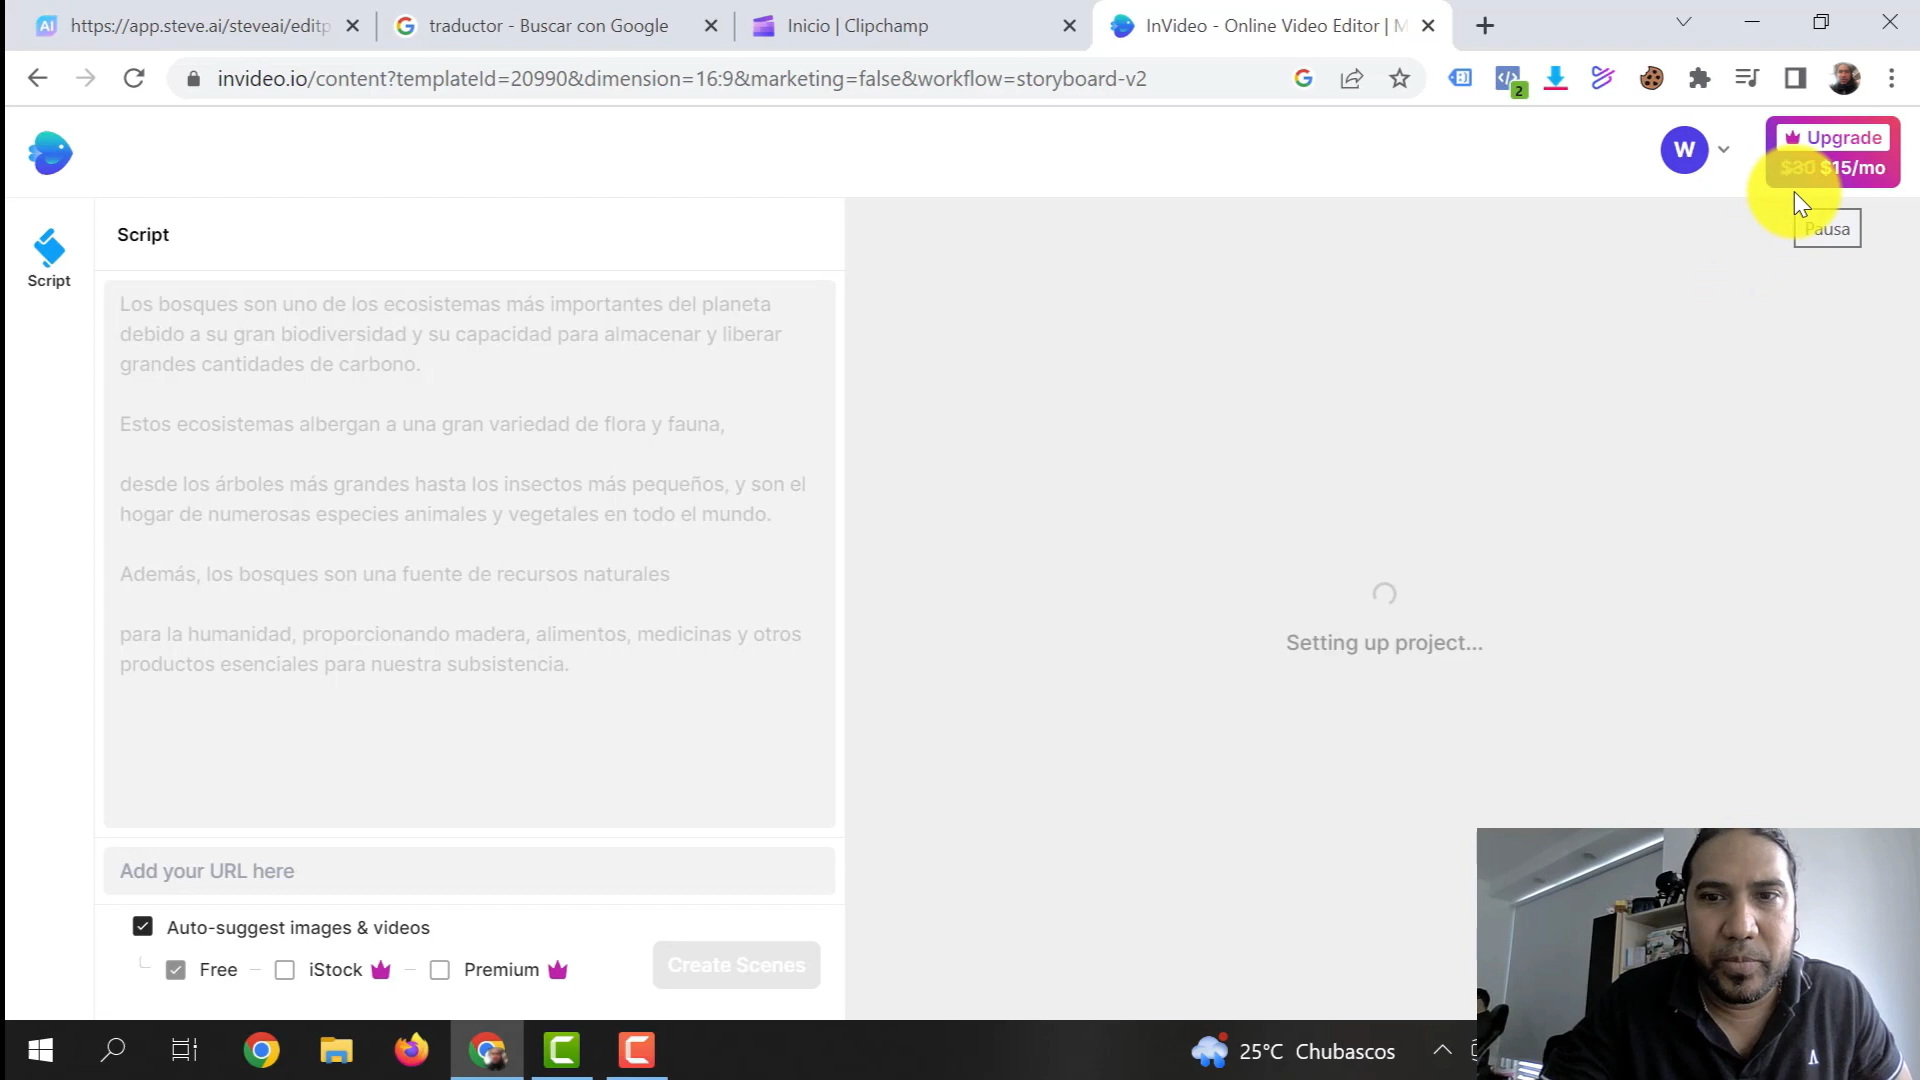 AI
https://app.steve.ai/steveai/editp
traductor - Buscar con Google
Inicio | Clipchamp
InVideo - Online Video Editor | M
invideo.io/content?templateId=20990&dimension=16:9&marketing=false&workflow=storyboard-v2
2
W
Upgrade
$30 $15/mo
Pausa
Script
Script
Los bosques son uno de los ecosistemas más importantes del planeta
debido a su gran biodiversidad y su capacidad para almacenar y liberar
grandes cantidades de carbono.
Estos ecosistemas albergan a una gran variedad de flora y fauna,
desde los árboles más grandes hasta los insectos más pequeños, y son el
hogar de numerosas especies animales y vegetales en todo el mundo.
Además, los bosques son una fuente de recursos naturales
para la humanidad, proporcionando madera, alimentos, medicinas y otros
productos esenciales para nuestra subsistencia.
Setting up project...
Add your URL here
Auto-suggest images & videos
Free
iStock
Premium
Create Scenes
25°C Chubascos